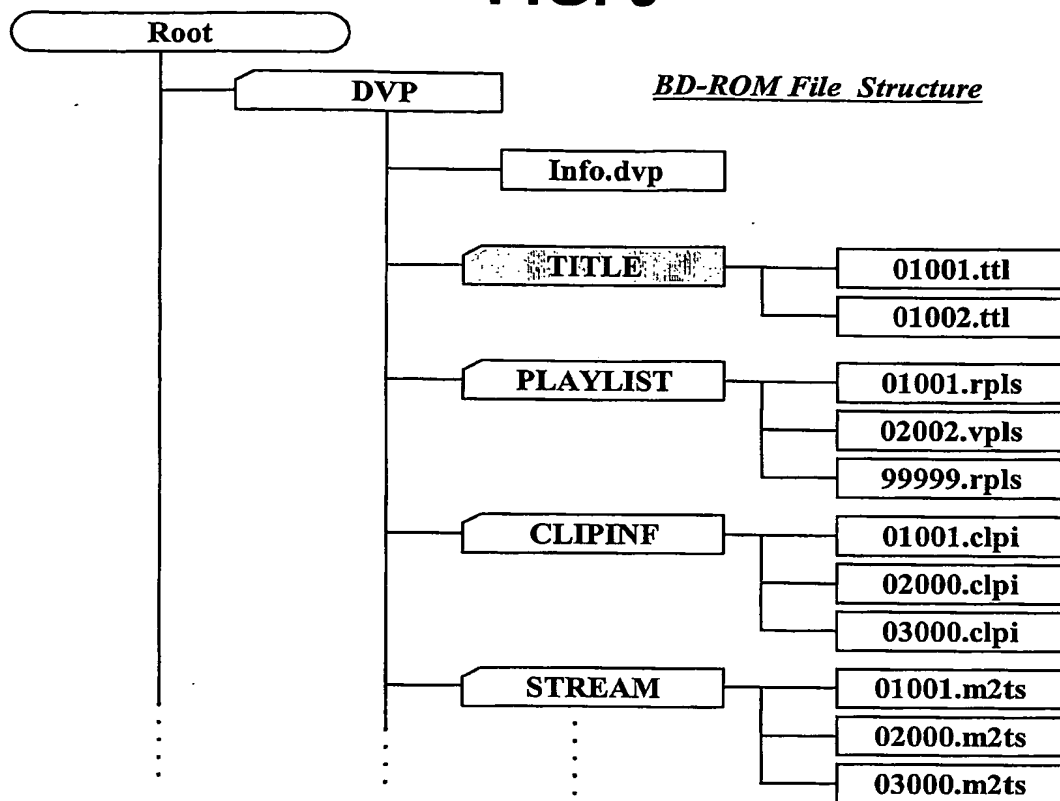 Root
DVP
BD-ROM File Structure
Info.dvp
TITLE
01001.ttl
01002.ttl
PLAYLIST
01001.rpls
02002.vpls
99999.rpls
CLIPINF
01001.clpi
02000.clpi
03000.clpi
STREAM
01001.m2ts
02000.m2ts
03000.m2ts